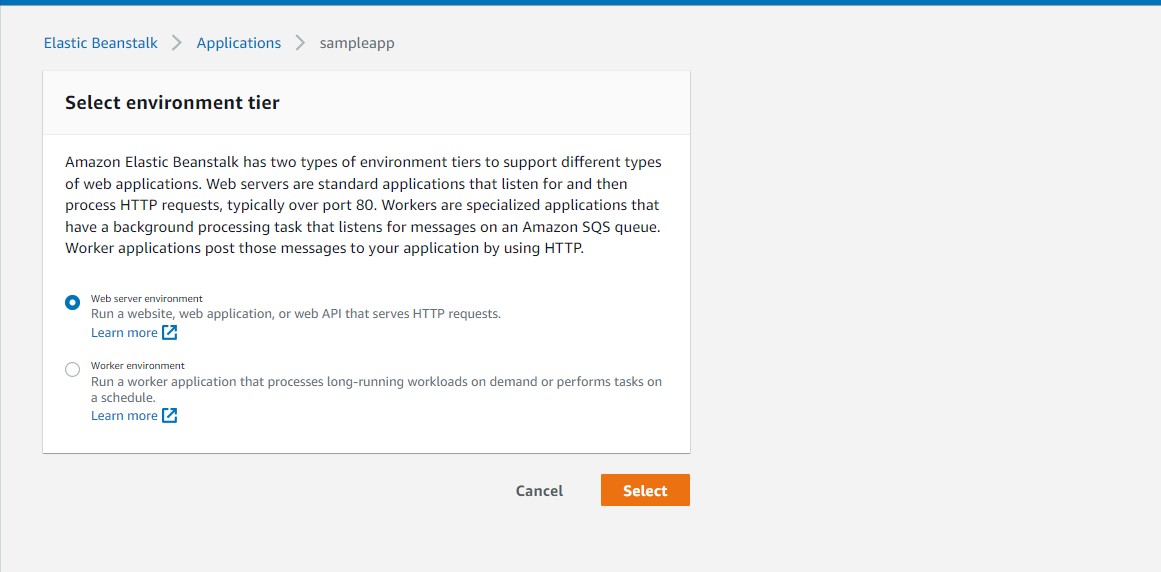 Elastic Beanstalk > Applications > sampleapp
Select environment tier
Amazon Elastic Beanstalk has two types of environment tiers to support different types
of web applications. Web servers are standard applications that listen for and then
process HTTP requests, typically over port 80. Workers are specialized applications that
have a background processing task that listens for messages on an Amazon SQS queue.
Worker applications post those messages to your application by using HTTP.
Web server environment
Run a website, web application, or web API that serves HTTP requests.
Learn more
Worker environment
Run a worker application that processes long-running workloads on demand or performs tasks on
a schedule.
Learn more
Cancel Select